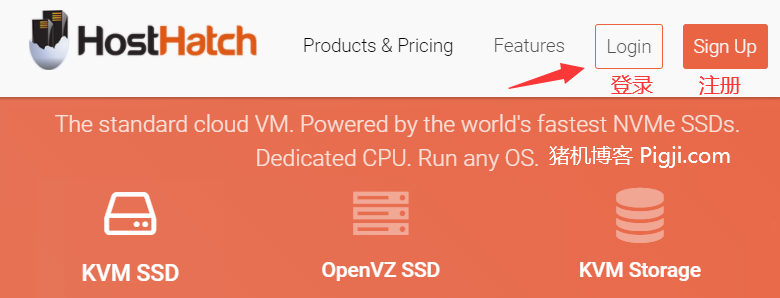 HostHatch
Products & Pricing
Features
Login
Sign Up
登录
注册
The standard cloud VM. Powered by the world's fastest NVMe SSDs.
Dedicated CPU. Run any OS.
猪机博客 Pigji.com
KVM SSD
OpenVZ SSD
KVM Storage